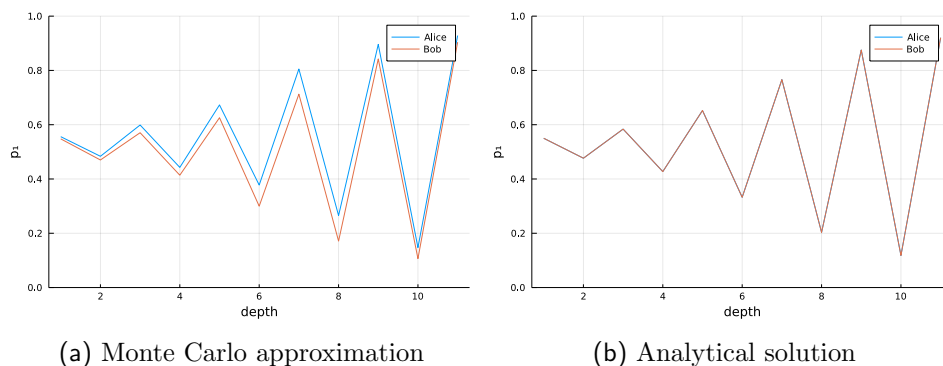 1.0
0.8
0.6
0.4
0.2
0.0
p₁
2 4 6 8 10
depth
Alice
Bob
(a) Monte Carlo approximation
1.0
0.8
0.6
0.4
0.2
0.0
p₁
2 4 6 8 10
depth
Alice
Bob
(b) Analytical solution